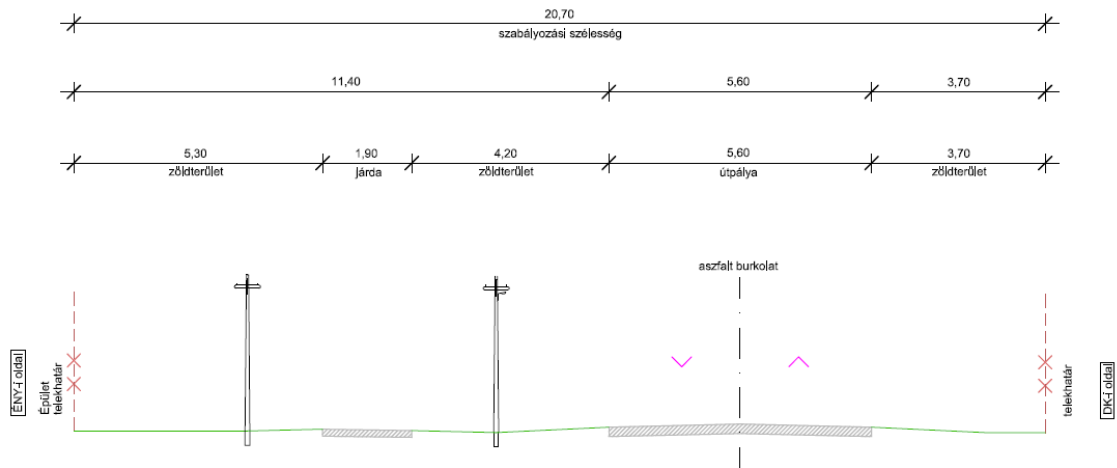 20,70
szabályozási szélesség
11,40
5,60
3,70
5,30
1,90
4,20
5,60
3,70
zöldterület
járda
zöldterület
útpálya
zöldterület
aszfalt burkolat
ÉNY-i oldal
Épület
telekhatár
telekhatár
DK-i oldal